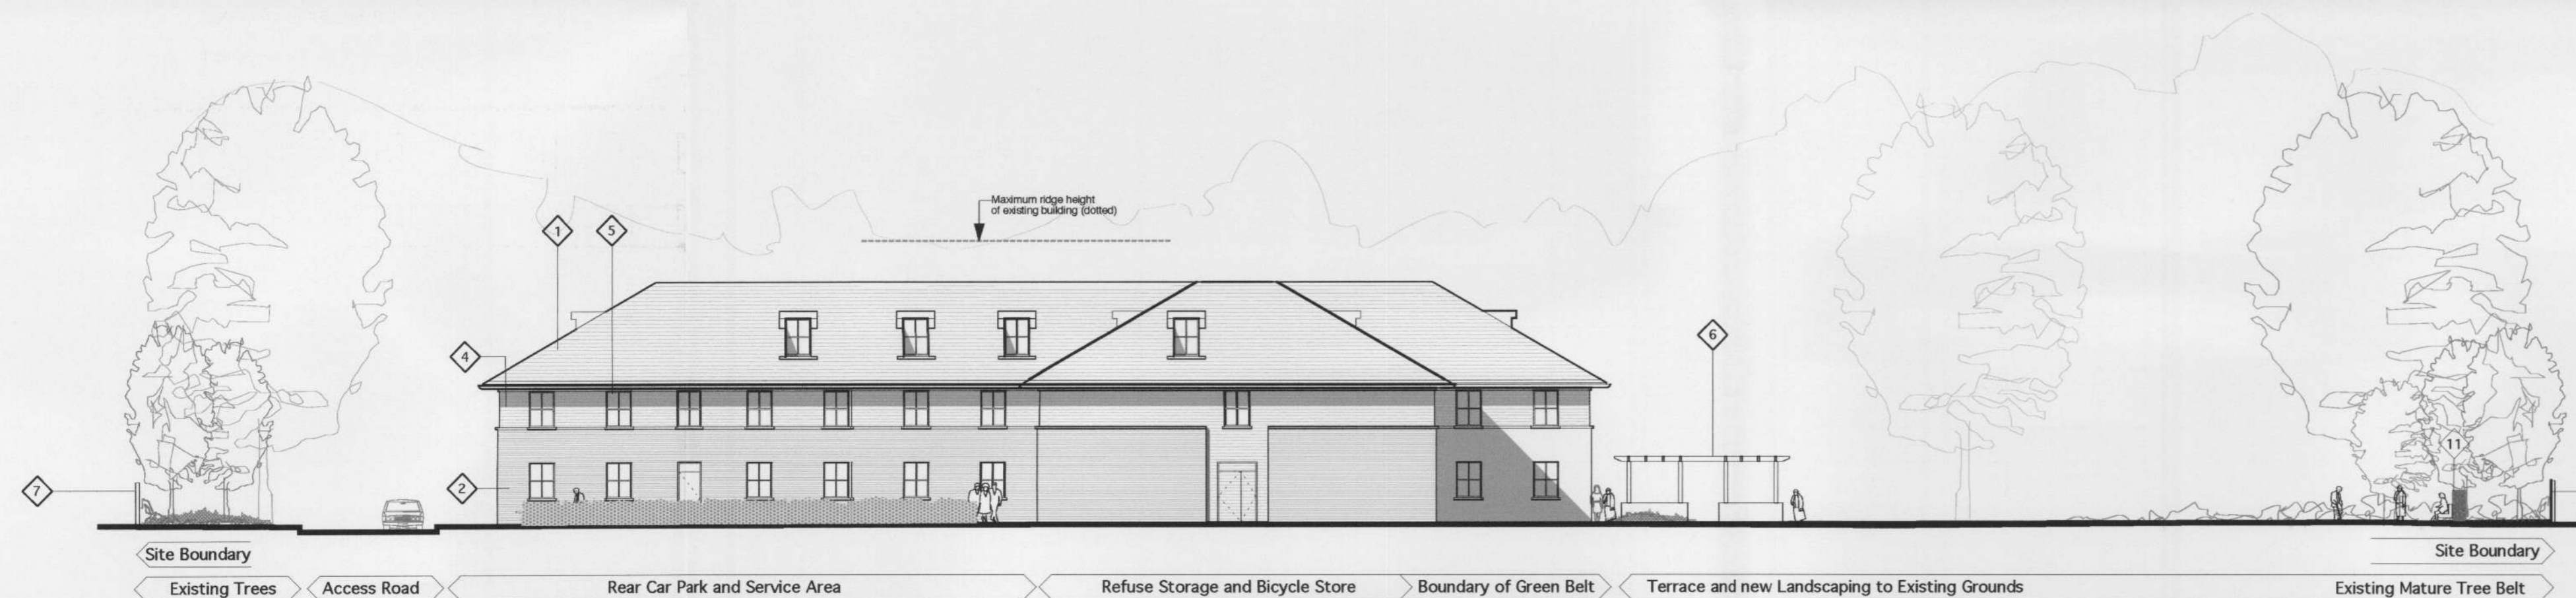 Maximum ridge height
of existing building (dotted)
1
5
4
6
11
7
2
Site Boundary
Site Boundary
Existing Trees
Access Road
Rear Car Park and Service Area
Refuse Storage and Bicycle Store
Boundary of Green Belt
Terrace and new Landscaping to Existing Grounds
Existing Mature Tree Belt